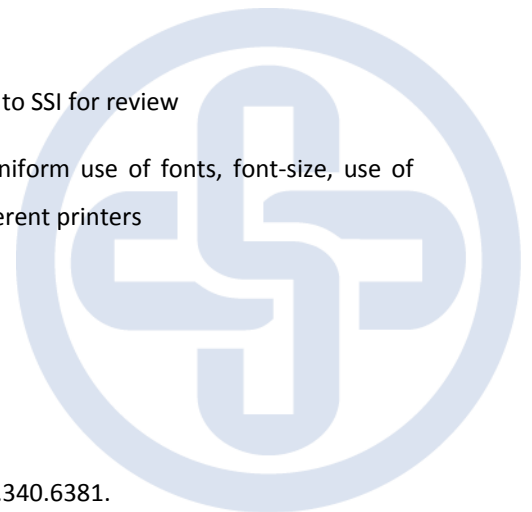 to SSI for review
niform use of fonts, font-size, use of
erent printers
.340.6381.